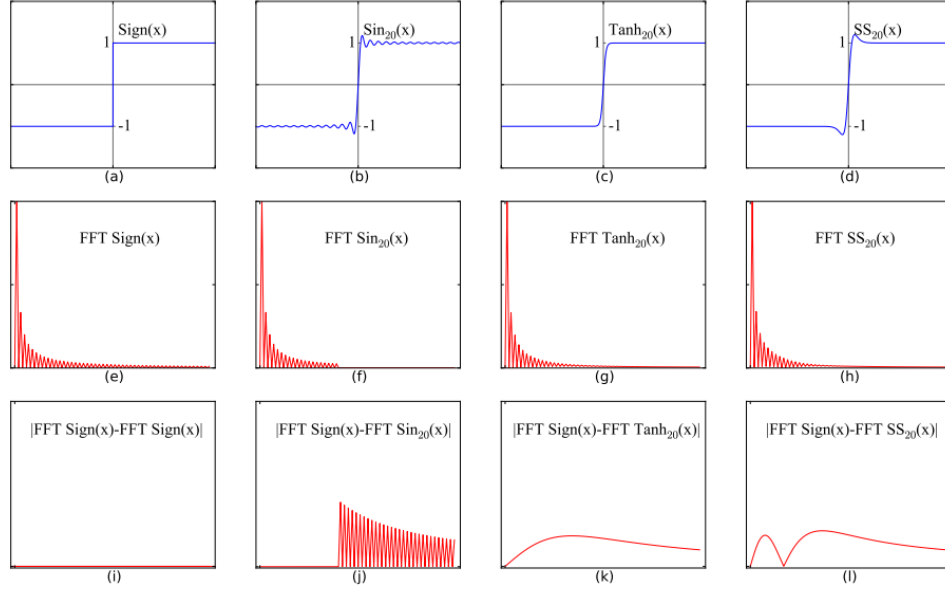 Sign(x)
1
-1
(a)
Sin20(x)
1
-1
(b)
Tanh20(x)
1
-1
(c)
SS20(x)
1
-1
(d)
FFT Sign(x)
(e)
FFT Sin20(x)
(f)
FFT Tanh20(x)
(g)
FFT SS20(x)
(h)
|FFT Sign(x)-FFT Sign(x)|
(i)
|FFT Sign(x)-FFT Sin20(x)|
(j)
|FFT Sign(x)-FFT Tanh20(x)|
(k)
|FFT Sign(x)-FFT SS20(x)|
(l)